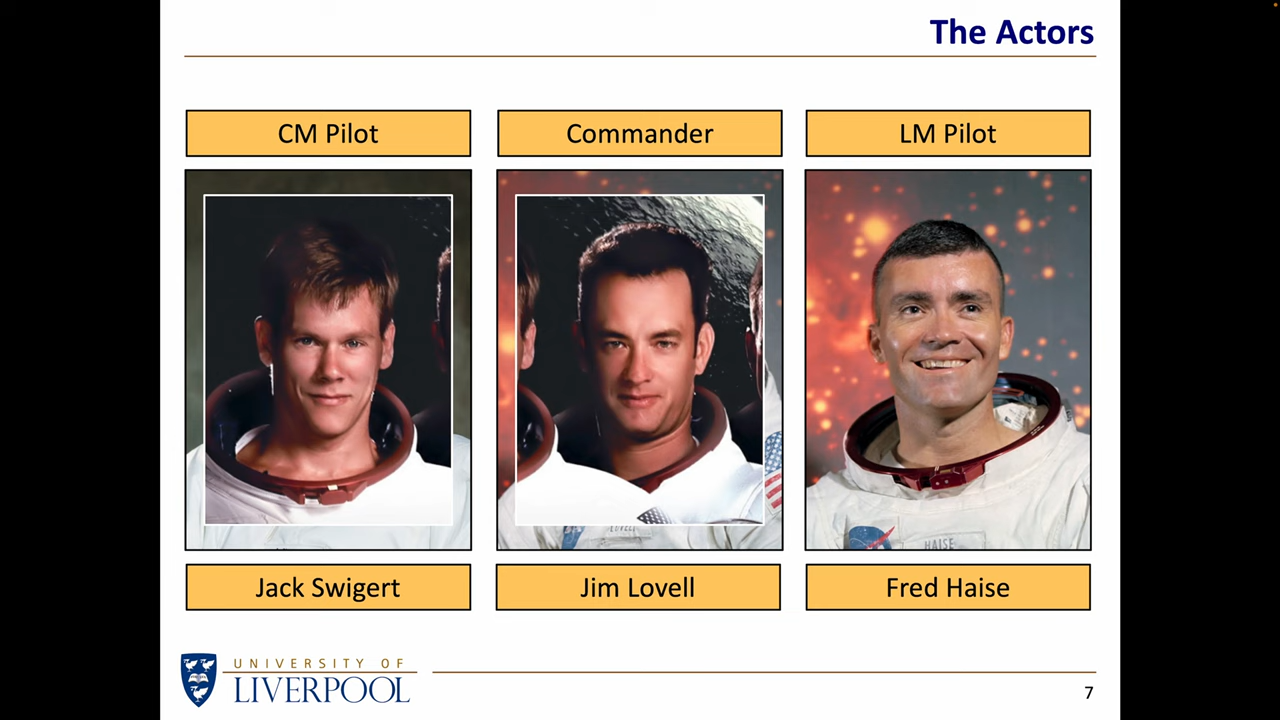 The Actors
CM Pilot
Commander
LM Pilot
HAISE
Jack Swigert
Jim Lovell
Fred Haise
UNIVERSITY OF
LIVERPOOL
7